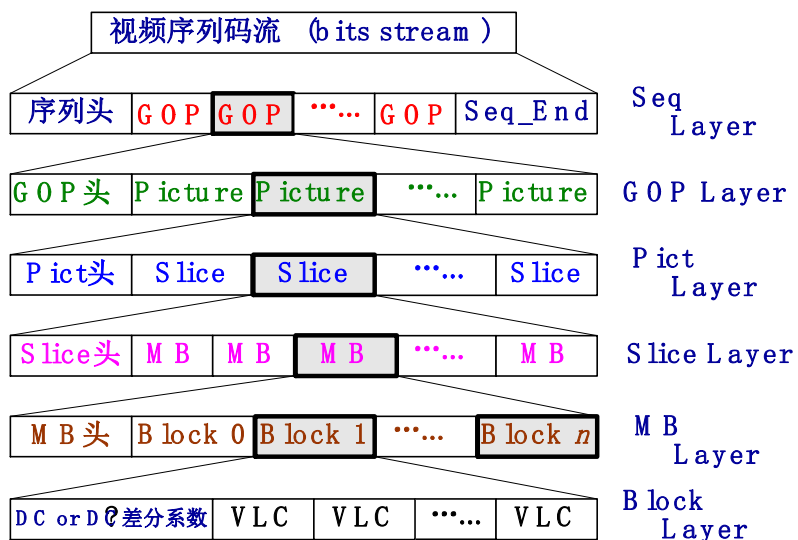 视频序列码流 (bits stream)
序列头 GOP GOP ...... GOP Seq_End
Seq
Layer
GOP头 Picture Picture ...... Picture
GOP Layer
Pict头 Slice Slice ...... Slice
Pict
Layer
Slice头 MB MB MB ...... MB
Slice Layer
MB头 Block 0 Block 1 ...... Block n
MB
Layer
DC or D?差分系数 VLC VLC ...... VLC
Block
Layer